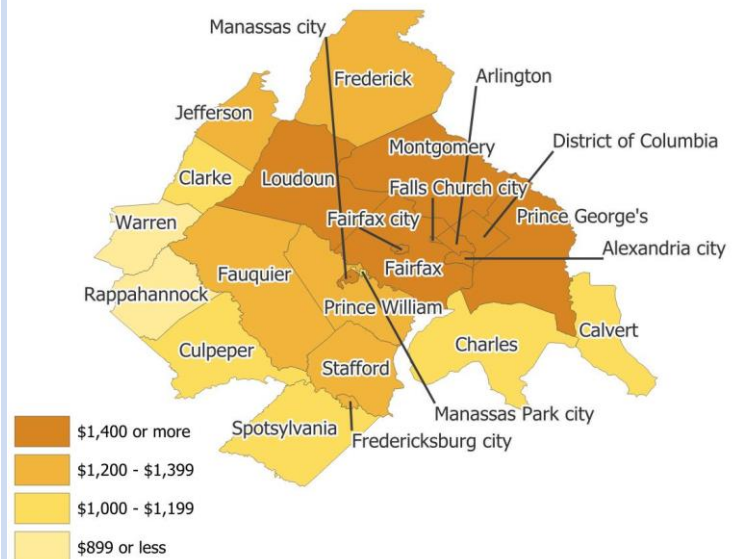 Manassas city
Frederick
Arlington
Jefferson
District of Columbia
Montgomery
Clarke
Loudoun
Falls Church city
Prince George's
Warren
Fairfax city
Alexandria city
Fauquier
Fairfax
Rappahannock
Prince William
Calvert
Culpeper
Charles
Stafford
Manassas Park city
Spotsylvania
Fredericksburg city
$1,400 or more
$1,200 - $1,399
$1,000 - $1,199
$899 or less